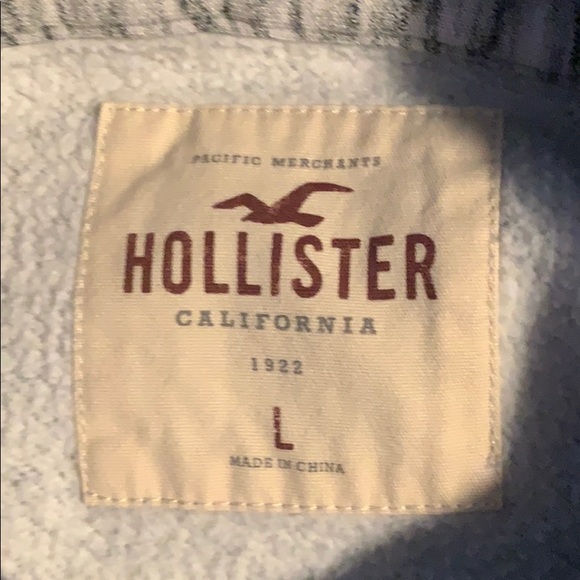 PACIFIC MERCHANTS
HOLLISTER
CALIFORNIA
1922
L
MADE IN CHINA